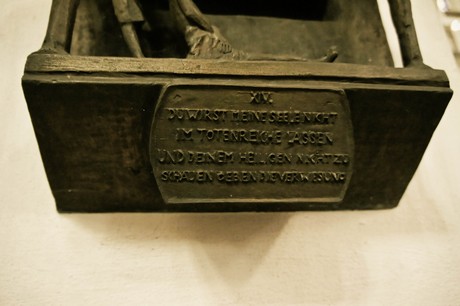 XIV.
DU WIRST MEINE SEELE NICHT
IM TOTENREICHE LASSEN
UND DEINEM HEILIGEN NICHT ZU
SCHAUEN GEBEN DIE VERWESUNG